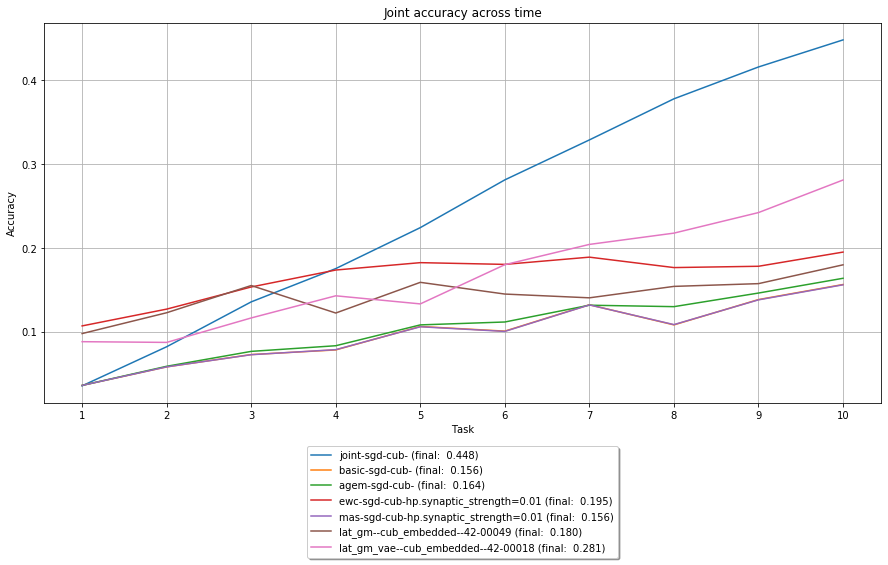 Joint accuracy across time
Accuracy
0.4
0.3
0.2
0.1
1 2 3 4 5 6 7 8 9 10
Task
joint-sgd-cub- (final:  0.448)
basic-sgd-cub- (final:  0.156)
agem-sgd-cub- (final:  0.164)
ewc-sgd-cub-hp.synaptic_strength=0.01 (final:  0.195)
mas-sgd-cub-hp.synaptic_strength=0.01 (final:  0.156)
lat_gm--cub_embedded--42-00049 (final:  0.180)
lat_gm_vae--cub_embedded--42-00018 (final:  0.281)